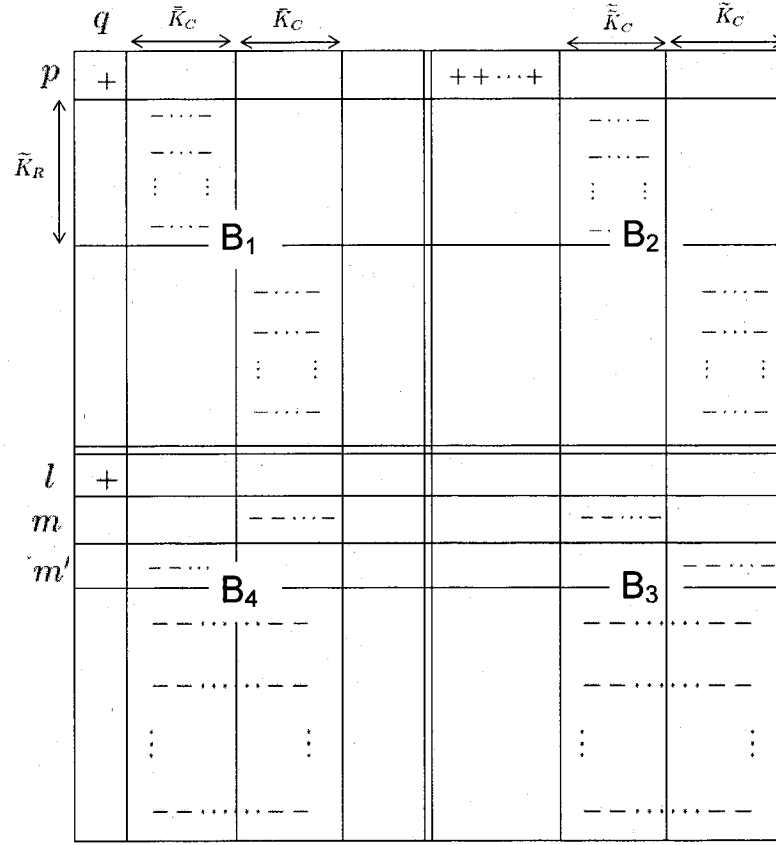 q K̿_C K̄_C K̃̃_C K̃_C
p + + + ··· +
− ··· − − ··· −
− ··· − − ··· −
K̃_R ⋮ ⋮ ⋮ ⋮
− ··· − − ···
B₁ B₂
− ··· − − ··· −
− ··· − − ··· −
⋮ ⋮ ⋮ ⋮
− ··· − − ··· −
l +
m − − ··· − − − ··· −
m′ − − ··· − − ··· −
B₄ B₃
− − ······ − − − − ······ − −
− − ······ − − − − ······ − −
⋮ ⋮ ⋮ ⋮
− − ······ − − − − ······ − −